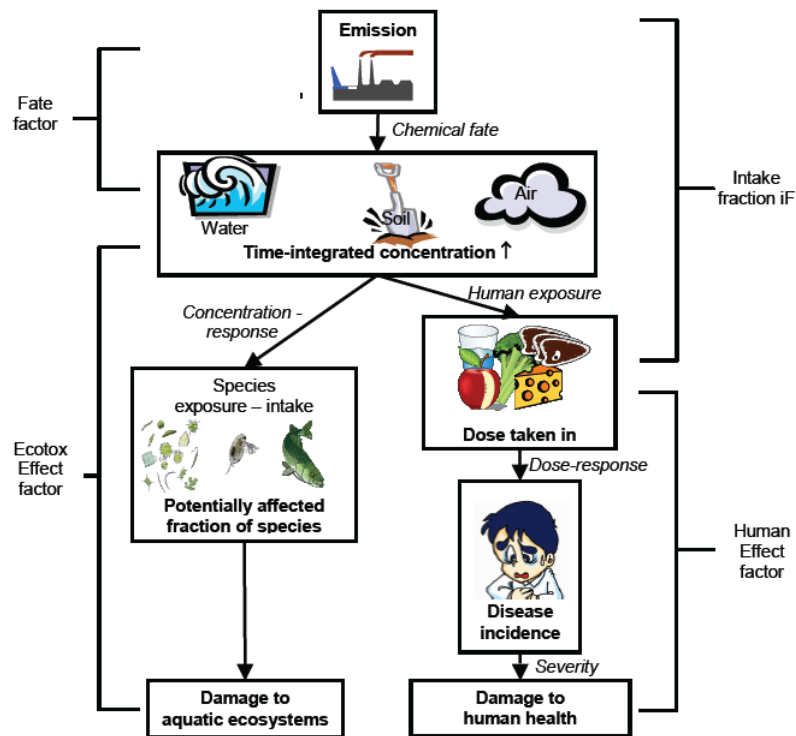 Emission
Fate
factor
Chemical fate
Water
Soil
Air
Time-integrated concentration ↑
Intake
fraction iF
Concentration -
response
Human exposure
Species
exposure – intake
Potentially affected
fraction of species
Dose taken in
Ecotox
Effect
factor
Dose-response
Disease
incidence
Human
Effect
factor
Severity
Damage to
aquatic ecosystems
Damage to
human health